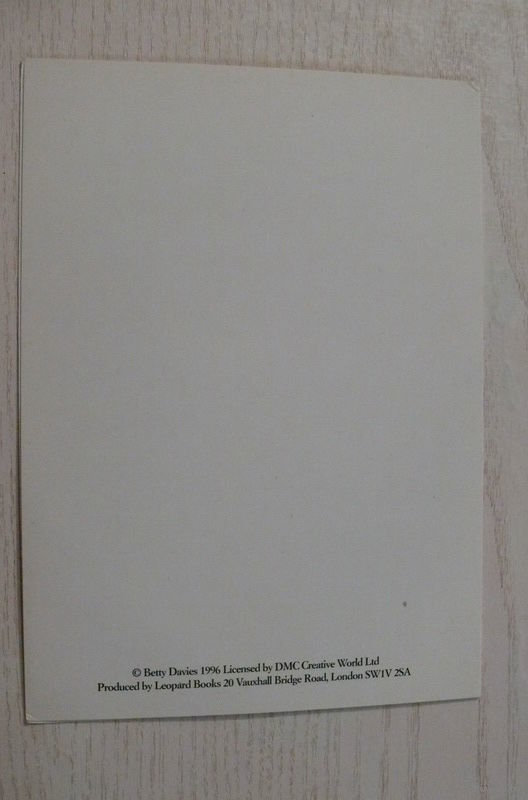 © Betty Davies 1996 Licensed by DMC Creative World Ltd
Produced by Leopard Books 20 Vauxhall Bridge Road, London SW1V 2SA